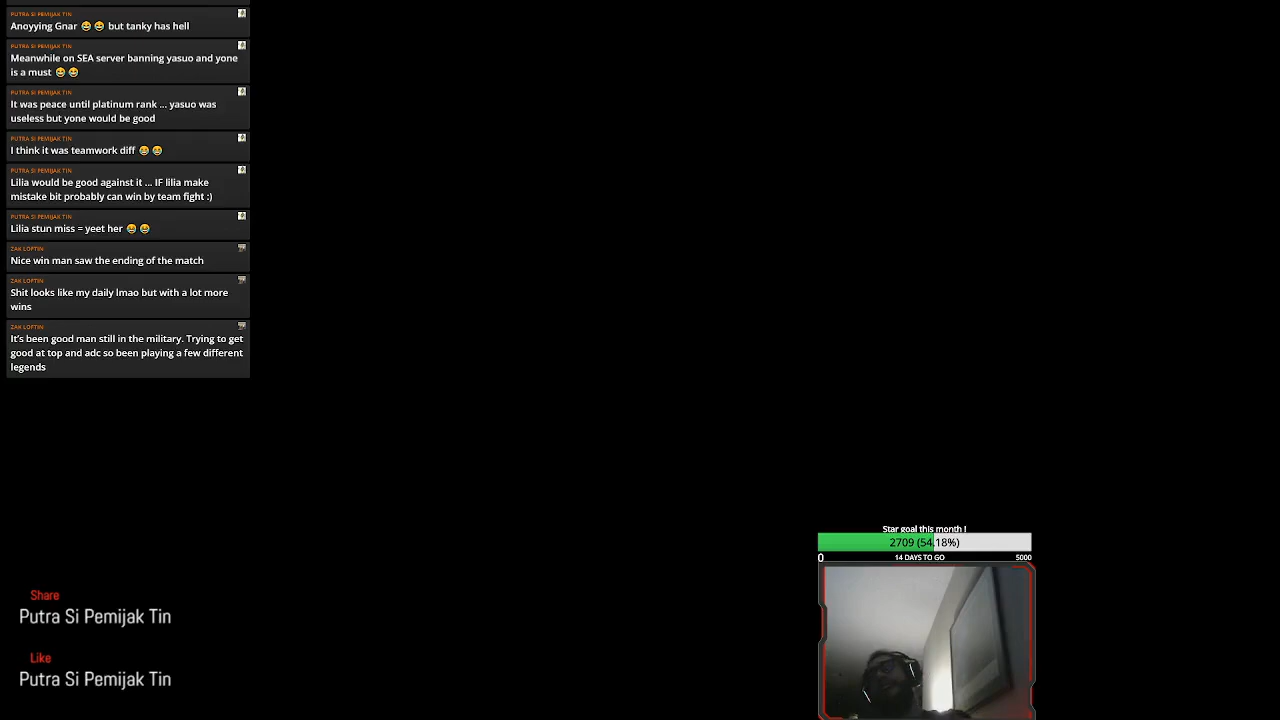 PUTRA SI PEMIJAK TIN
Anoyying Gnar 😂 😂 but tanky has hell
PUTRA SI PEMIJAK TIN
Meanwhile on SEA server banning yasuo and yone
is a must 😂 😂
PUTRA SI PEMIJAK TIN
It was peace until platinum rank ... yasuo was
useless but yone would be good
PUTRA SI PEMIJAK TIN
I think it was teamwork diff 😂 😂
PUTRA SI PEMIJAK TIN
Lilia would be good against it ... IF lilia make
mistake bit probably can win by team fight :)
PUTRA SI PEMIJAK TIN
Lilia stun miss = yeet her 😂 😂
ZAK LOFTIN
Nice win man saw the ending of the match
ZAK LOFTIN
Shit looks like my daily lmao but with a lot more
wins
ZAK LOFTIN
It's been good man still in the military. Trying to get
good at top and adc so been playing a few different
legends
Star goal this month !
2709 (54.18%)
0 14 DAYS TO GO 5000
Share
Putra Si Pemijak Tin
Like
Putra Si Pemijak Tin